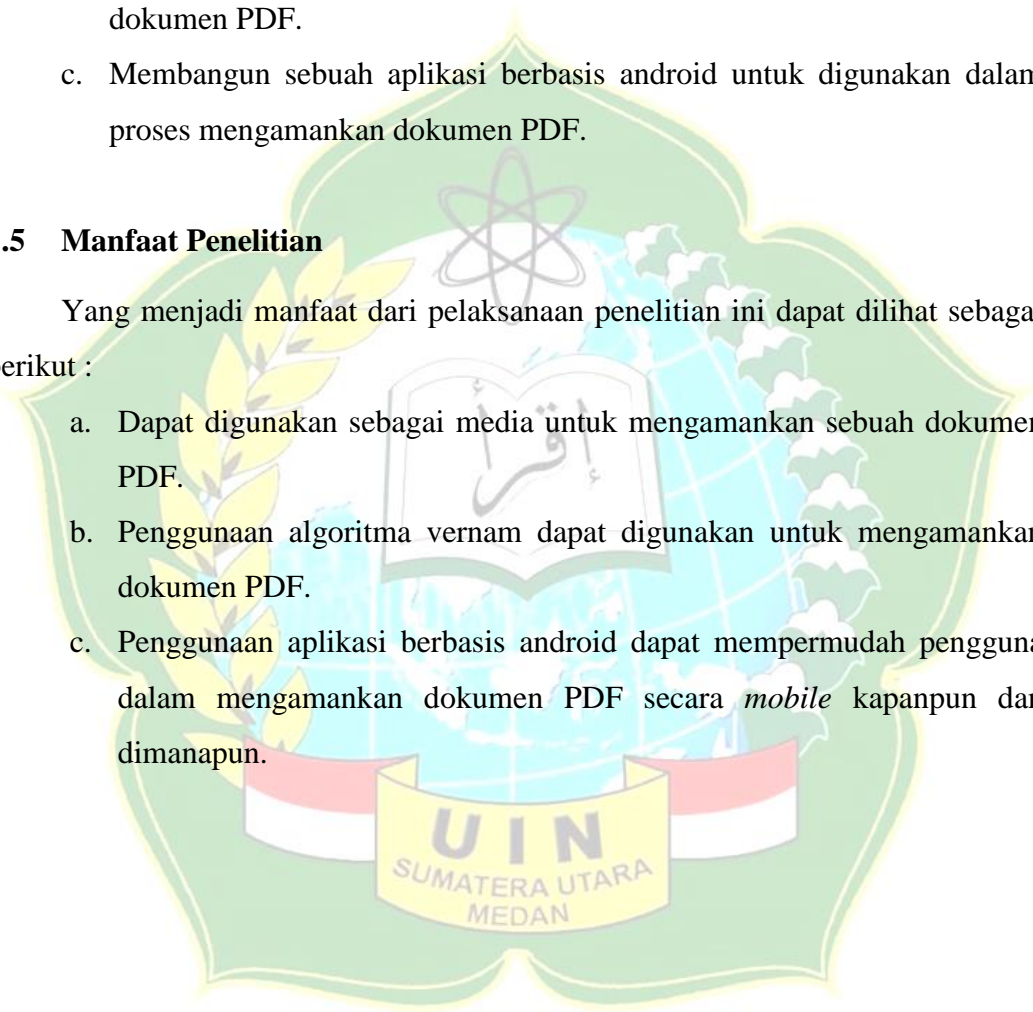 dokumen PDF.
c. Membangun sebuah aplikasi berbasis android untuk digunakan dalam
proses mengamankan dokumen PDF.
.5 Manfaat Penelitian
Yang menjadi manfaat dari pelaksanaan penelitian ini dapat dilihat sebaga
erikut :
a. Dapat digunakan sebagai media untuk mengamankan sebuah dokumen
PDF.
b. Penggunaan algoritma vernam dapat digunakan untuk mengamankan
dokumen PDF.
c. Penggunaan aplikasi berbasis android dapat mempermudah pengguna
dalam mengamankan dokumen PDF secara mobile kapanpun dan
dimanapun.
إقرأ
UIN
SUMATERA UTARA
MEDAN